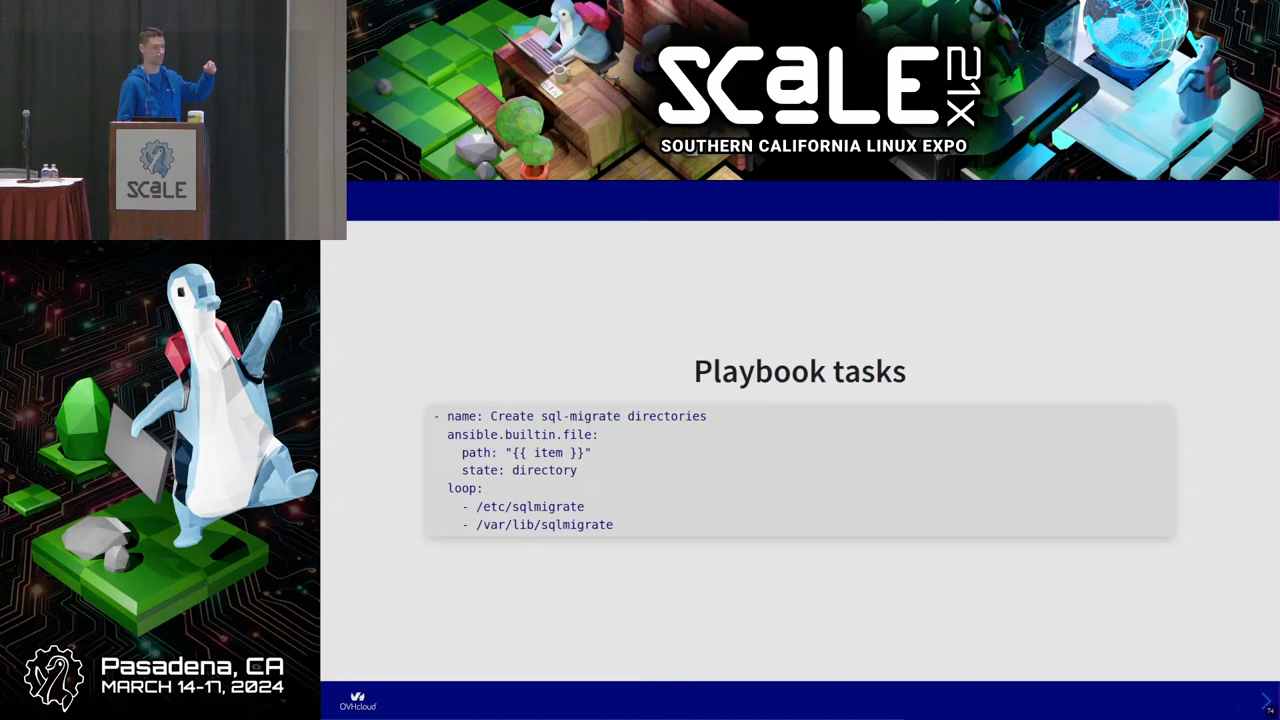 SCALE
21X
SOUTHERN CALIFORNIA LINUX EXPO
SCALE
Playbook tasks
- name: Create sql-migrate directories
ansible.builtin.file:
path: "{{ item }}"
state: directory
loop:
- /etc/sqlmigrate
- /var/lib/sqlmigrate
Pasadena, CA
MARCH 14-17, 2024
OVHcloud
74